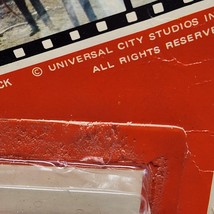 CK
© UNIVERSAL CITY STUDIOS IN
ALL RIGHTS RESERVE